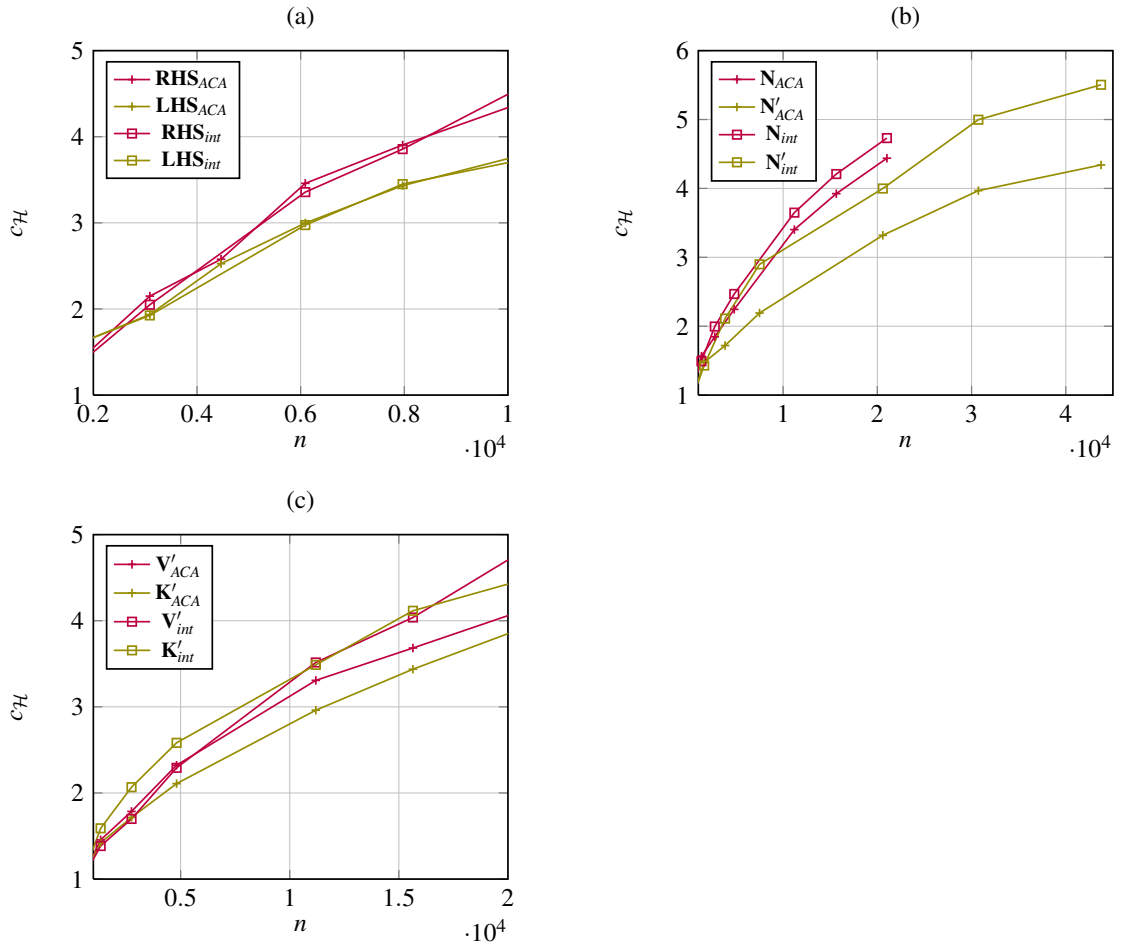 (a)
5
4
3
2
1
c_ℋ
RHS_ACA
LHS_ACA
RHS_int
LHS_int
0.2 0.4 0.6 0.8 1
n
·10^4
(b)
6
5
4
3
2
1
c_ℋ
N_ACA
N′_ACA
N_int
N′_int
1 2 3 4
n
·10^4
(c)
5
4
3
2
1
c_ℋ
V′_ACA
K′_ACA
V′_int
K′_int
0.5 1 1.5 2
n
·10^4